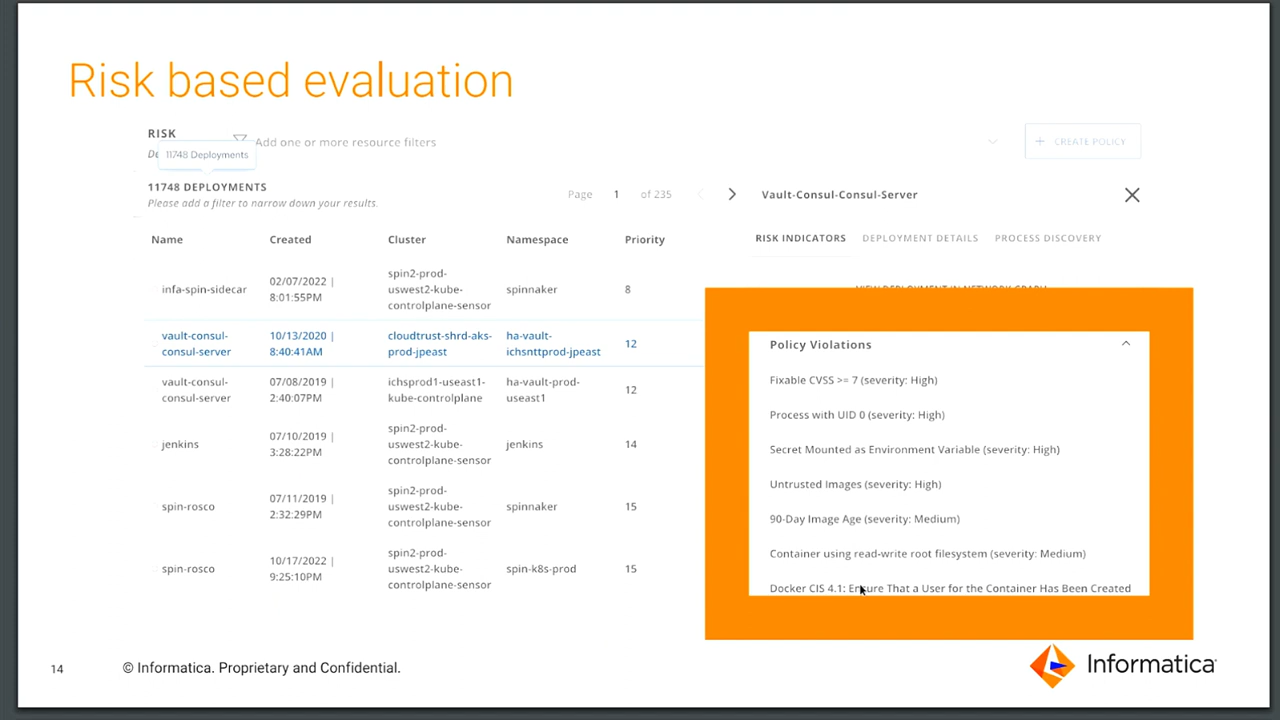 Risk based evaluation
RISK
Add one or more resource filters
+ CREATE POLICY
11748 Deployments
11748 DEPLOYMENTS
Please add a filter to narrow down your results.
Page 1 of 235
Vault-Consul-Consul-Server
RISK INDICATORS DEPLOYMENT DETAILS PROCESS DISCOVERY
Name Created Cluster Namespace Priority
infa-spin-sidecar
02/07/2022 |
8:01:55PM
spin2-prod-
uswest2-kube-
controlplane-sensor
spinnaker
8
vault-consul-
consul-server
10/13/2020 |
8:40:41AM
cloudtrust-shrd-aks-
prod-jpeast
ha-vault-
ichsnttprod-jpeast
12
vault-consul-
consul-server
07/08/2019 |
2:40:07PM
ichsprod1-useast1-
kube-controlplane
ha-vault-prod-
useast1
12
jenkins
07/10/2019 |
3:28:22PM
spin2-prod-
uswest2-kube-
controlplane-sensor
jenkins
14
spin-rosco
07/11/2019 |
2:32:29PM
spin2-prod-
uswest2-kube-
controlplane-sensor
spinnaker
15
spin-rosco
10/17/2022 |
9:25:10PM
spin2-prod-
uswest2-kube-
controlplane-sensor
spin-k8s-prod
15
VIEW DEPLOYMENT IN NETWORK GRAPH
Policy Violations
Fixable CVSS >= 7 (severity: High)
Process with UID 0 (severity: High)
Secret Mounted as Environment Variable (severity: High)
Untrusted Images (severity: High)
90-Day Image Age (severity: Medium)
Container using read-write root filesystem (severity: Medium)
Docker CIS 4.1: Ensure That a User for the Container Has Been Created
14
© Informatica. Proprietary and Confidential.
Informatica